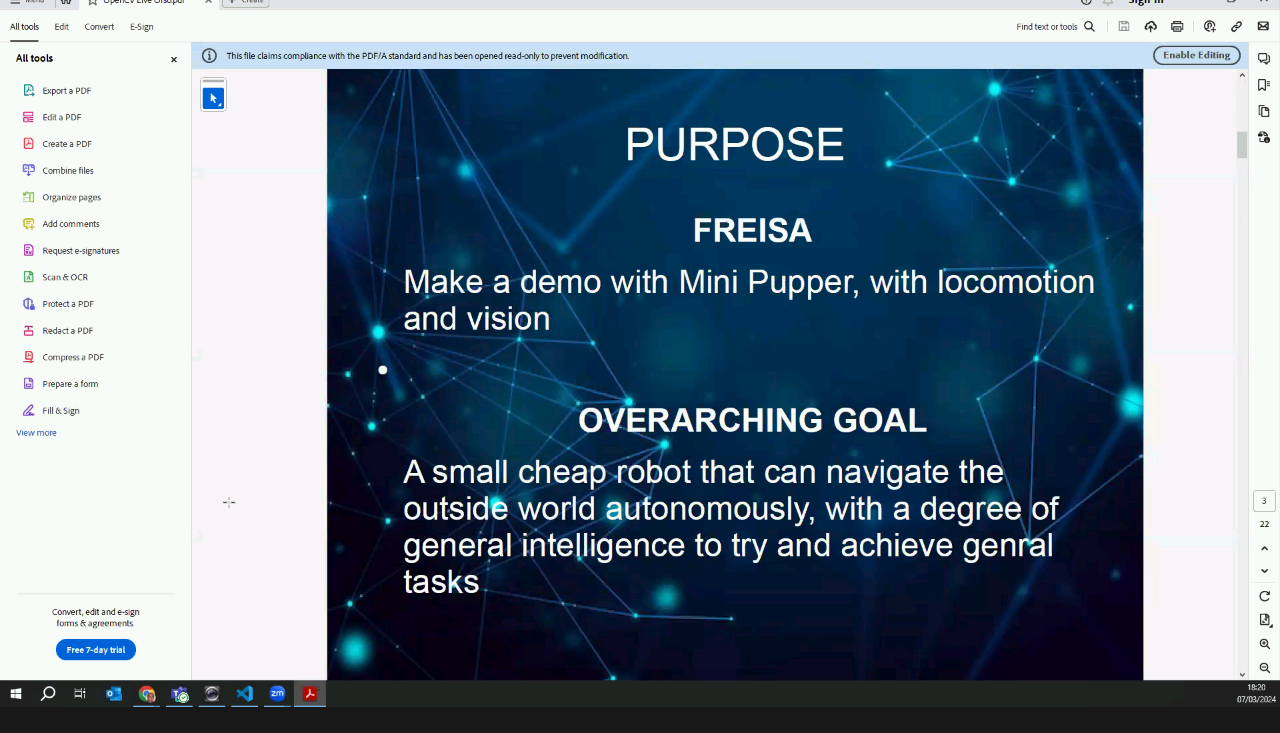 Menu
OpenCV Live Orsi.pdf
Create
Sign in
All tools
Edit
Convert
E-Sign
Find text or tools
All tools
This file claims compliance with the PDF/A standard and has been opened read-only to prevent modification.
Enable Editing
Export a PDF
Edit a PDF
Create a PDF
Combine files
Organize pages
Add comments
Request e-signatures
Scan & OCR
Protect a PDF
Redact a PDF
Compress a PDF
Prepare a form
Fill & Sign
View more
Convert, edit and e-sign
forms & agreements.
Free 7-day trial
PURPOSE
FREISA
Make a demo with Mini Pupper, with locomotion
and vision
OVERARCHING GOAL
A small cheap robot that can navigate the
outside world autonomously, with a degree of
general intelligence to try and achieve genral
tasks
3
22
zm
18:20
07/03/2024